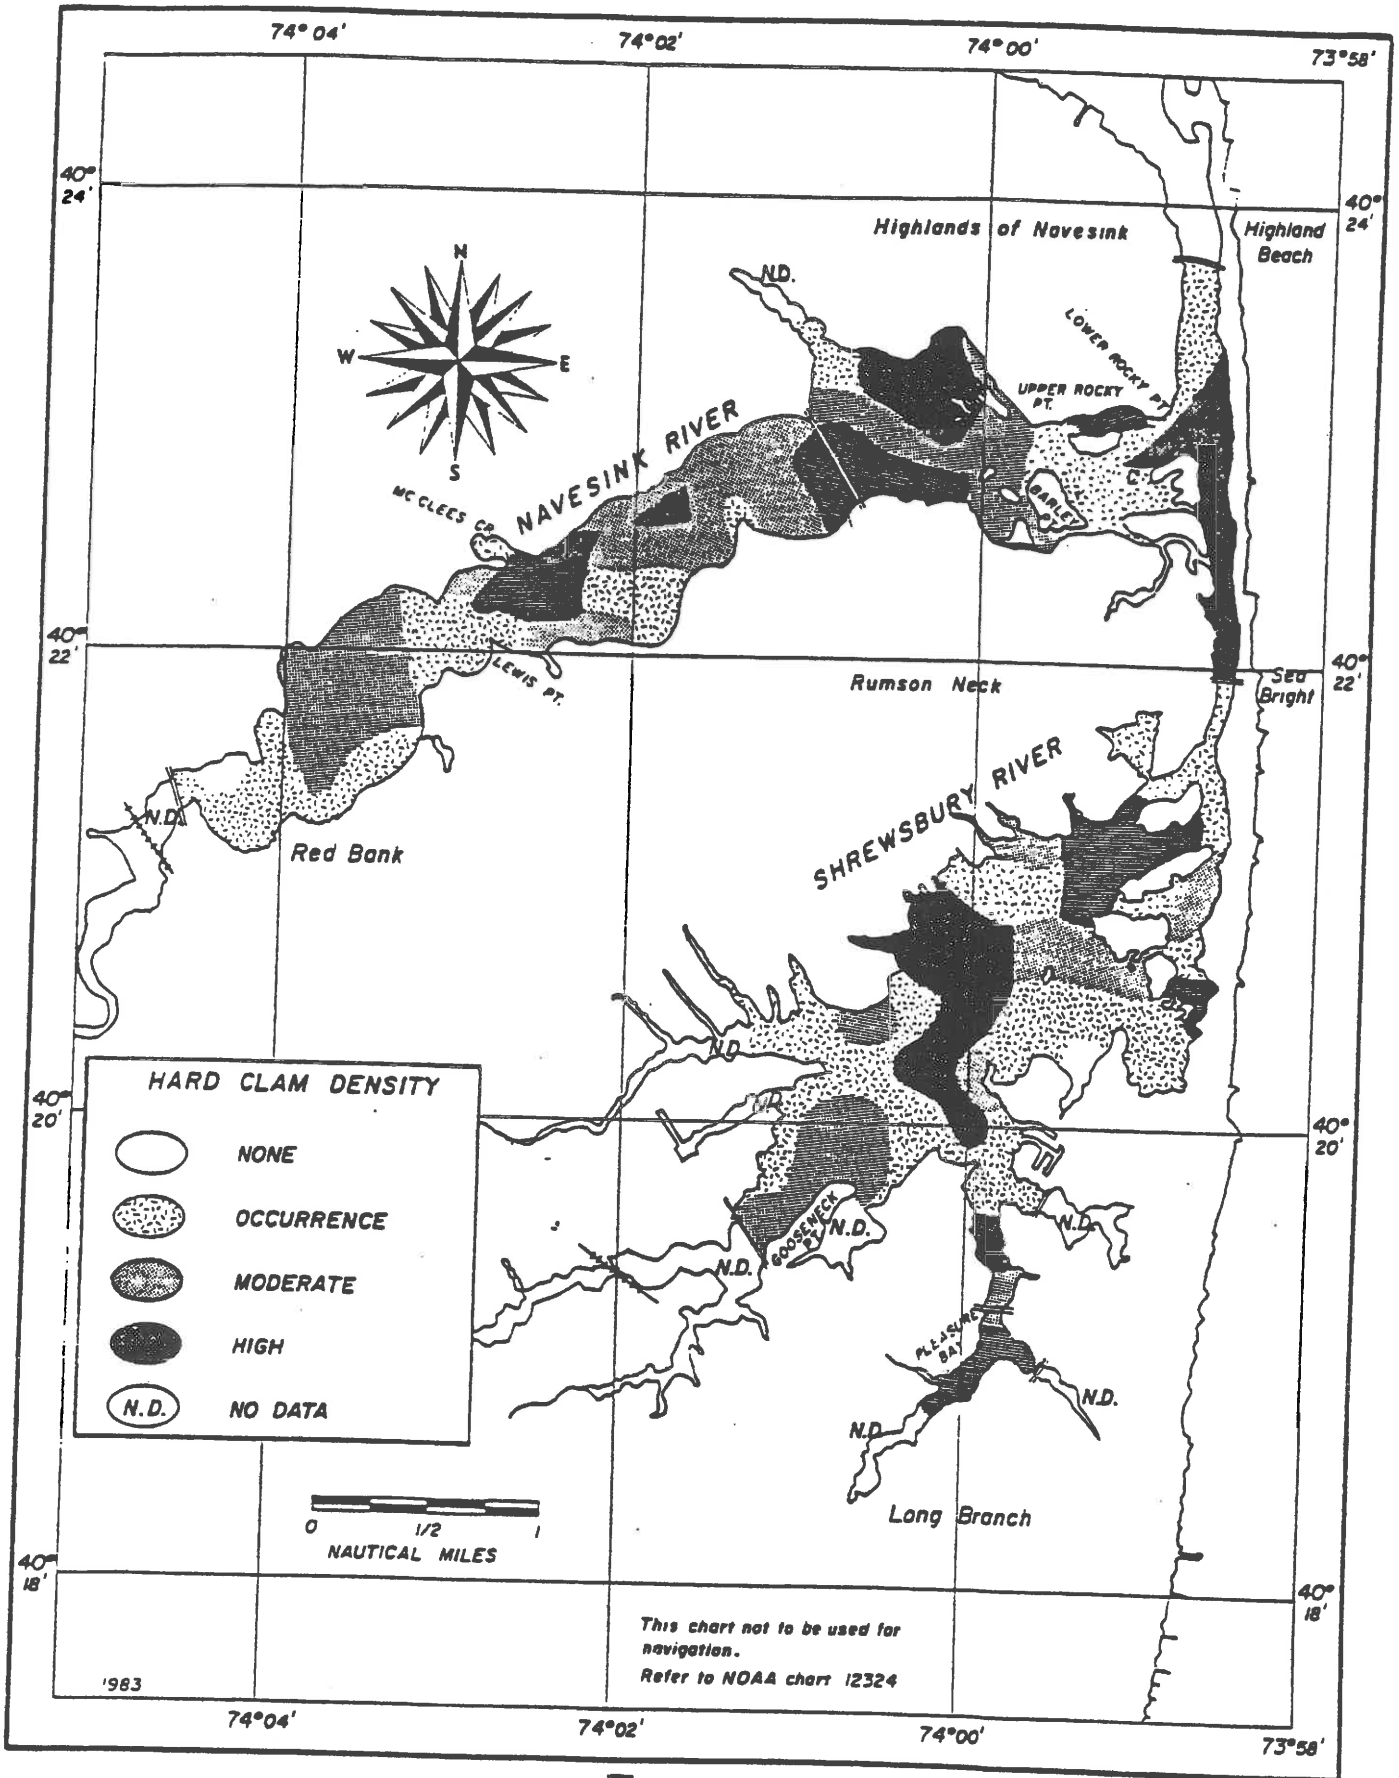 74°04'
74°02'
74°00'
73°58'
40°
24'
40°
24'
Highlands of Navesink
Highland
Beach
N.D.
N
W
E
S
LOWER ROCKY PT.
UPPER ROCKY
PT.
NAVESINK RIVER
MC CLEES CR.
BARLEY
PT.
40°
22'
LEWIS PT.
40°
22'
Rumson Neck
Sea
Bright
SHREWSBURY RIVER
N.D.
Red Bank
N.D.
HARD CLAM DENSITY
40°
20'
N.D.
40°
20'
NONE
OCCURRENCE
MODERATE
HIGH
N.D. NO DATA
GOOSENECK
PT.
N.D.
N.D.
N.D.
PLEASURE
BAY
N.D.
N.D.
Long Branch
0 1/2 1
NAUTICAL MILES
40°
18'
40°
18'
This chart not to be used for
navigation.
Refer to NOAA chart 12324
1983
74°04'
74°02'
74°00'
73°58'